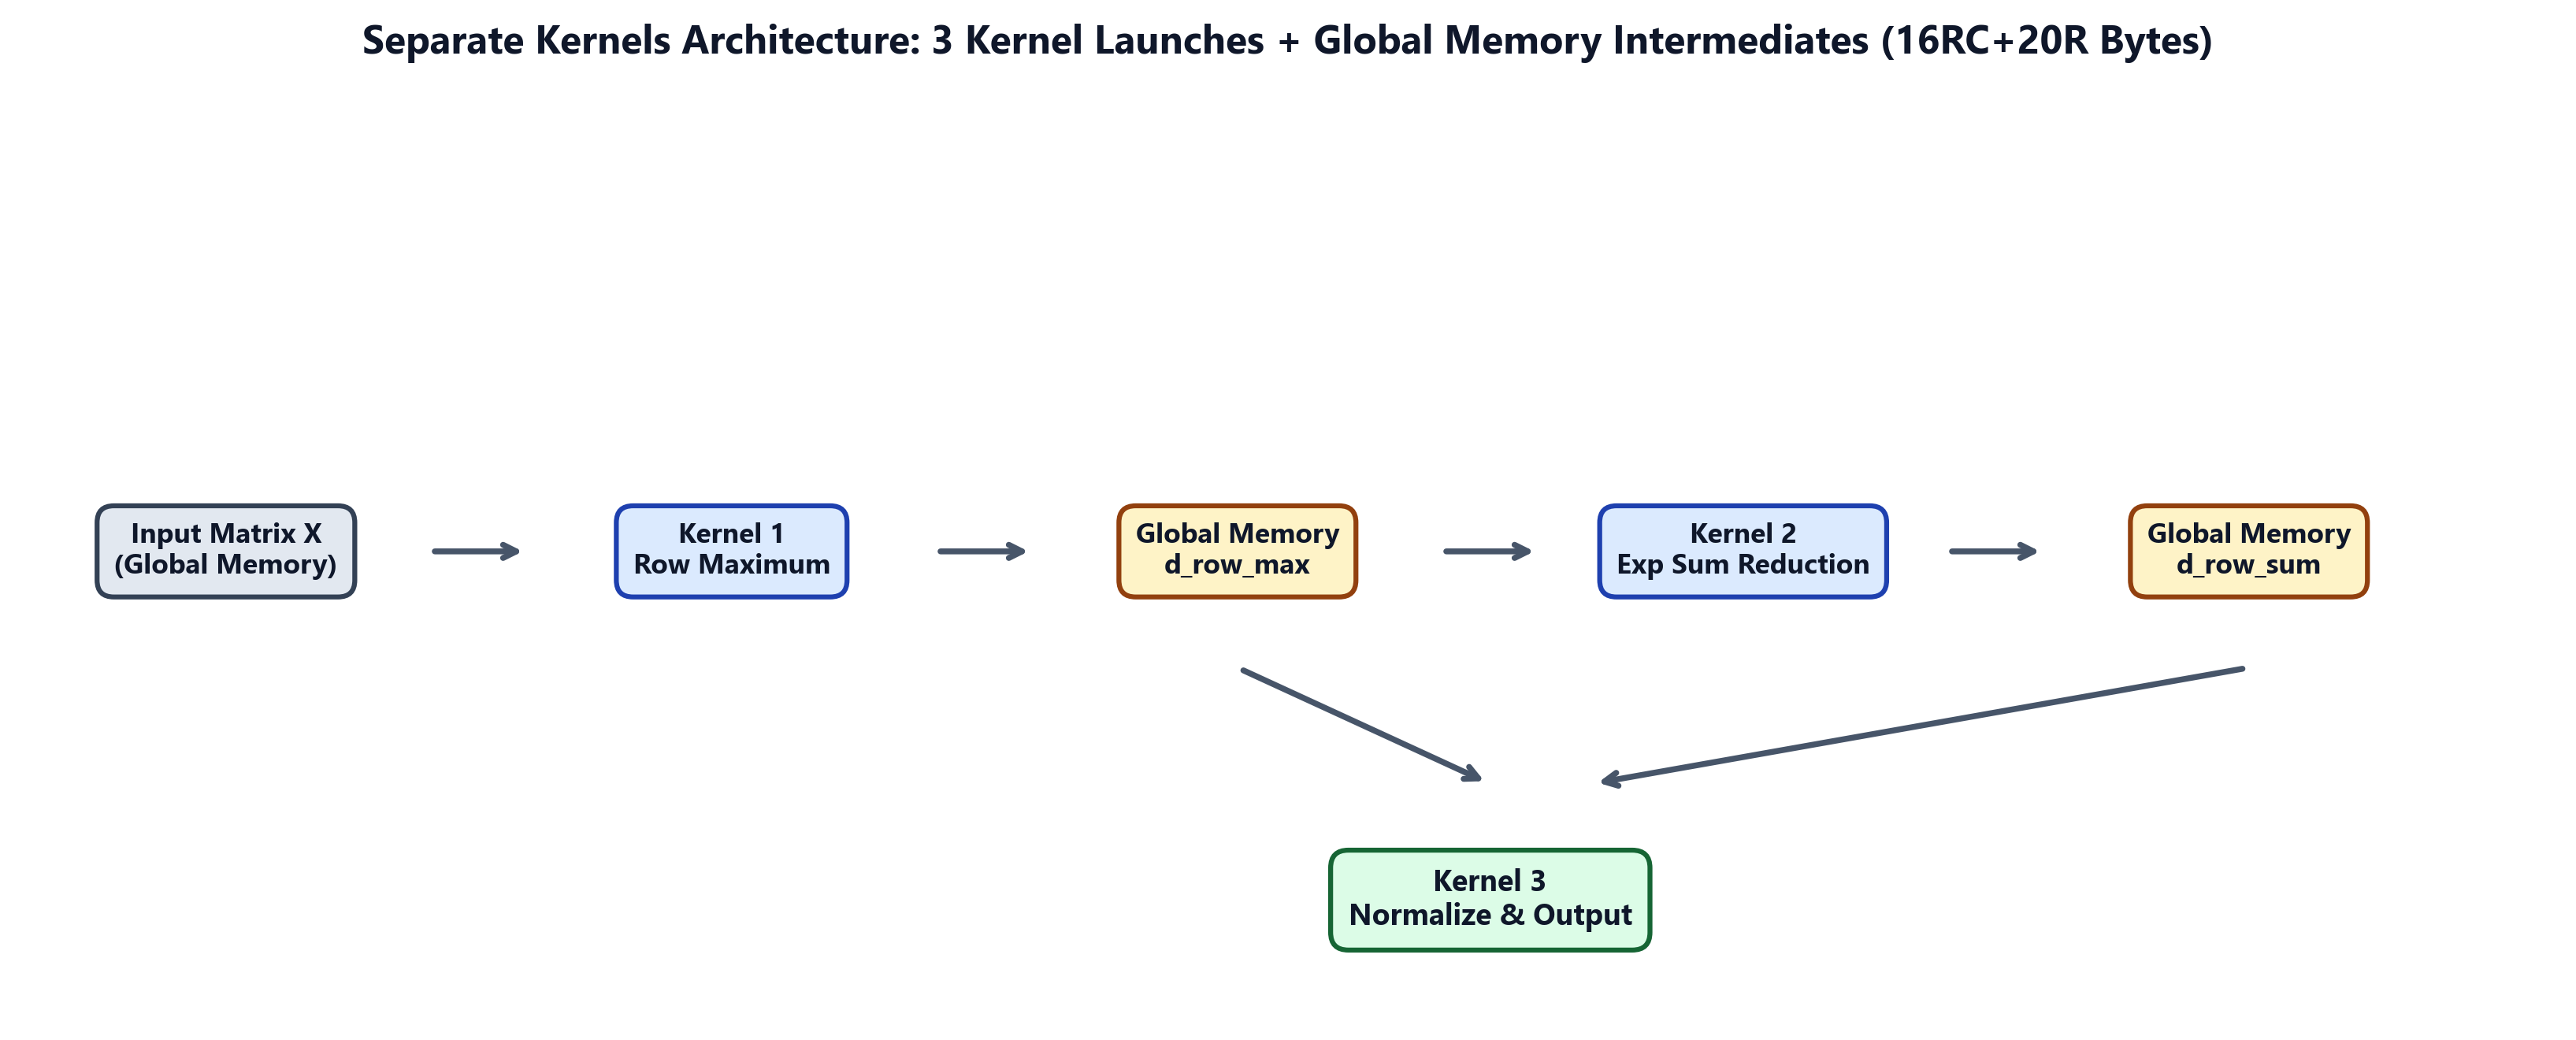 Separate Kernels Architecture: 3 Kernel Launches + Global Memory Intermediates (16RC+20R Bytes)
Input Matrix X
(Global Memory)
Kernel 1
Row Maximum
Global Memory
d_row_max
Kernel 2
Exp Sum Reduction
Global Memory
d_row_sum
Kernel 3
Normalize & Output